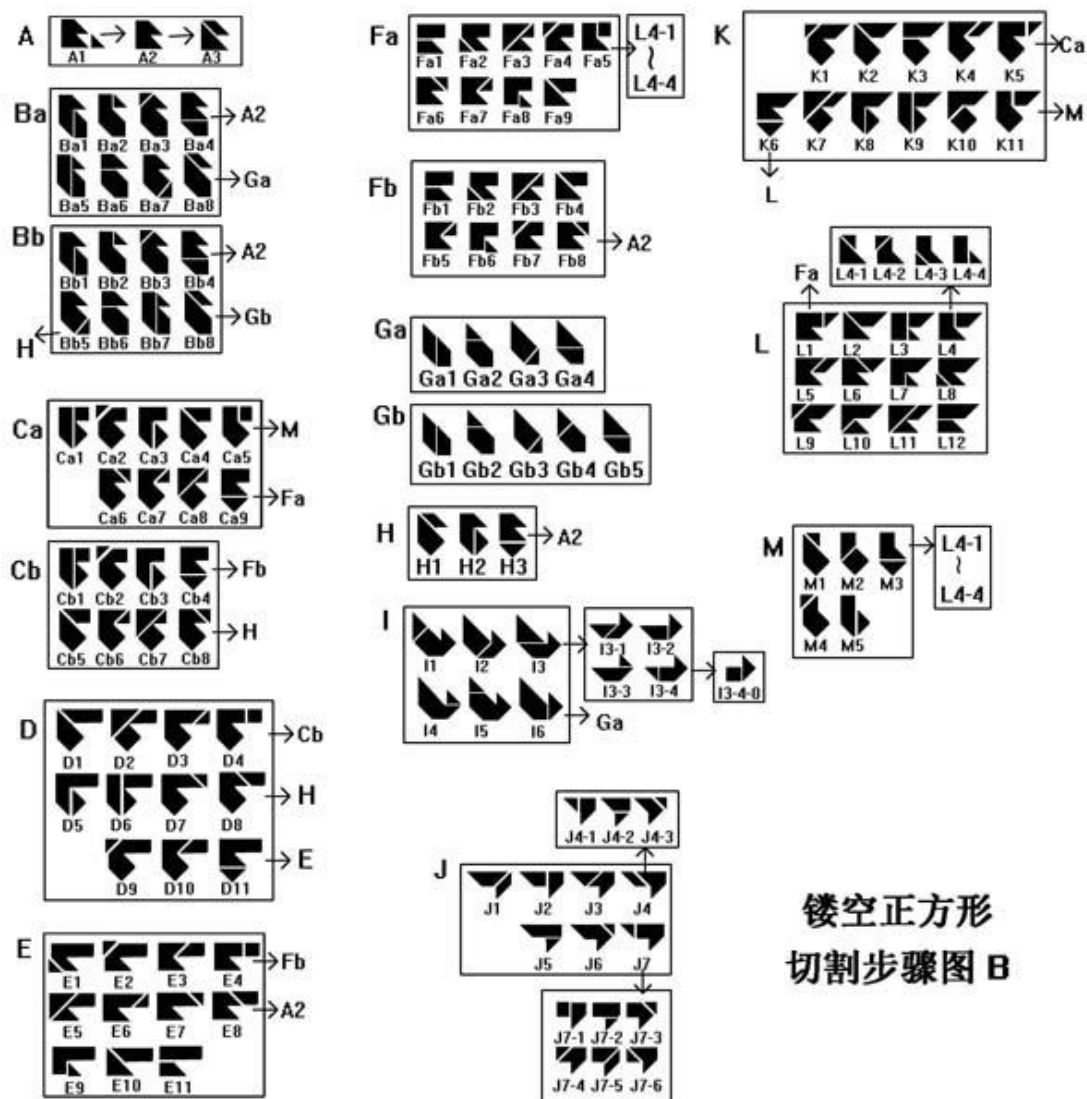 A
A1 A2 A3
Ba
Ba1 Ba2 Ba3 Ba4 A2
Ba5 Ba6 Ba7 Ba8 Ga
Bb
Bb1 Bb2 Bb3 Bb4 A2
Bb5 Bb6 Bb7 Bb8 Gb
H
Ca
Ca1 Ca2 Ca3 Ca4 Ca5 M
Ca6 Ca7 Ca8 Ca9 Fa
Cb
Cb1 Cb2 Cb3 Cb4 Fb
Cb5 Cb6 Cb7 Cb8 H
D
D1 D2 D3 D4 Cb
D5 D6 D7 D8 H
D9 D10 D11 E
E
E1 E2 E3 E4 Fb
E5 E6 E7 E8 A2
E9 E10 E11
Fa
Fa1 Fa2 Fa3 Fa4 Fa5
Fa6 Fa7 Fa8 Fa9
L4-1
~
L4-4
Fb
Fb1 Fb2 Fb3 Fb4
Fb5 Fb6 Fb7 Fb8 A2
Ga
Ga1 Ga2 Ga3 Ga4
Gb
Gb1 Gb2 Gb3 Gb4 Gb5
H
H1 H2 H3 A2
I
I1 I2 I3
I4 I5 I6 Ga
I3-1 I3-2
I3-3 I3-4
I3-4-0
J4-1 J4-2 J4-3
J
J1 J2 J3 J4
J5 J6 J7
J7-1 J7-2 J7-3
J7-4 J7-5 J7-6
K
K1 K2 K3 K4 K5 Ca
K6 K7 K8 K9 K10 K11 M
L
L4-1 L4-2 L4-3 L4-4
Fa
L
L1 L2 L3 L4
L5 L6 L7 L8
L9 L10 L11 L12
M
M1 M2 M3
M4 M5
L4-1
~
L4-4
镂空正方形
切割步骤图 B